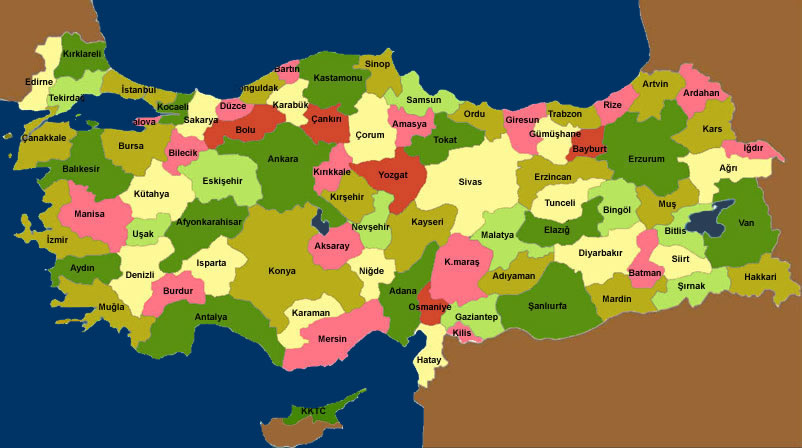 Kırklareli
Edirne
Tekirdağ
İstanbul
Kocaeli
Yalova
Sakarya
Düzce
Zonguldak
Bartın
Karabük
Kastamonu
Sinop
Samsun
Ordu
Giresun
Trabzon
Rize
Artvin
Ardahan
Kars
Iğdır
Ağrı
Çanakkale
Bursa
Bilecik
Bolu
Çankırı
Çorum
Amasya
Tokat
Gümüşhane
Bayburt
Erzurum
Balıkesir
Kütahya
Eskişehir
Ankara
Kırıkkale
Yozgat
Sivas
Erzincan
Tunceli
Bingöl
Muş
Manisa
Uşak
Afyonkarahisar
Kırşehir
Nevşehir
Kayseri
Malatya
Elazığ
Bitlis
Van
İzmir
Aydın
Denizli
Isparta
Konya
Aksaray
Niğde
K.maraş
Adıyaman
Diyarbakır
Batman
Siirt
Şırnak
Hakkari
Muğla
Burdur
Antalya
Karaman
Mersin
Adana
Osmaniye
Gaziantep
Kilis
Şanlıurfa
Mardin
Hatay
KKTC